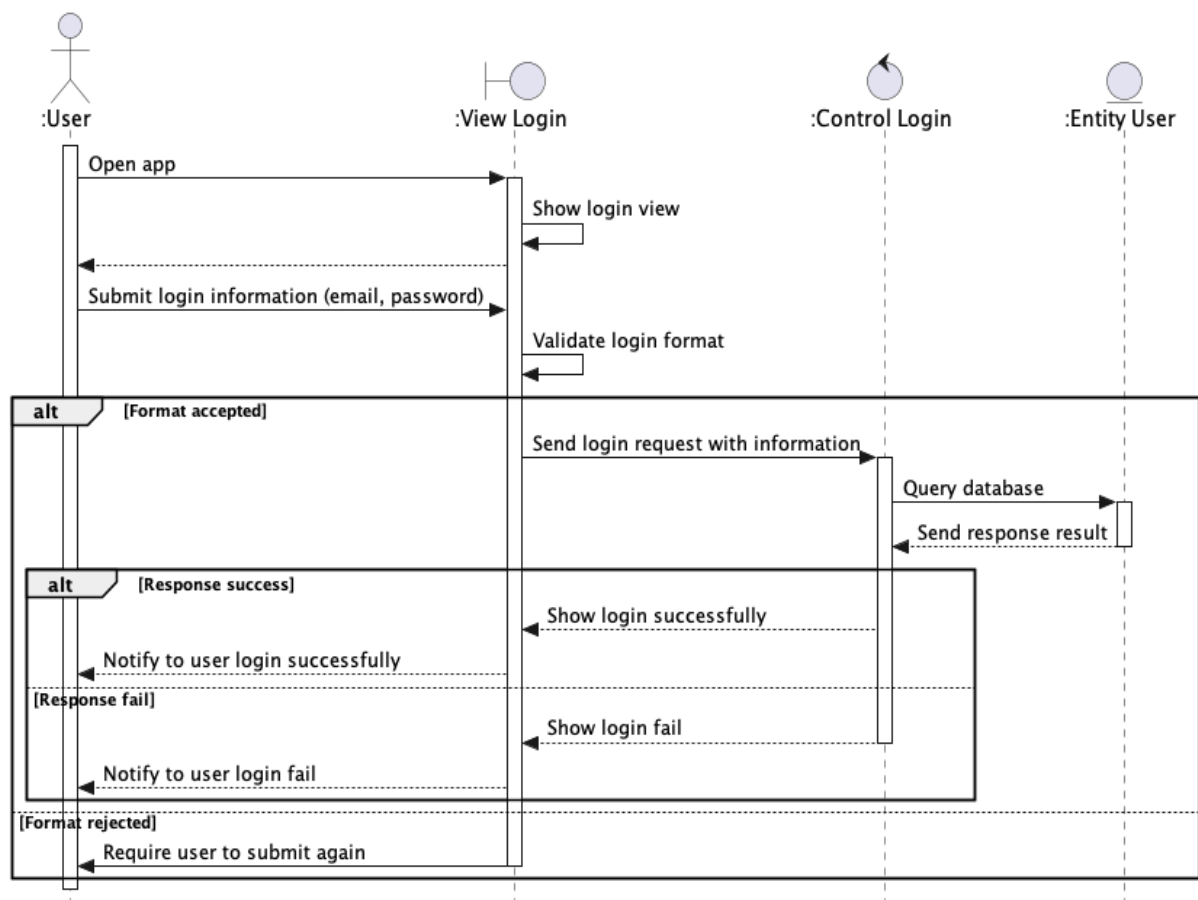 :User
:View Login
:Control Login
:Entity User
Open app
Show login view
Submit login information (email, password)
Validate login format
alt
[Format accepted]
Send login request with information
Query database
Send response result
alt
[Response success]
Show login successfully
Notify to user login successfully
[Response fail]
Show login fail
Notify to user login fail
[Format rejected]
Require user to submit again